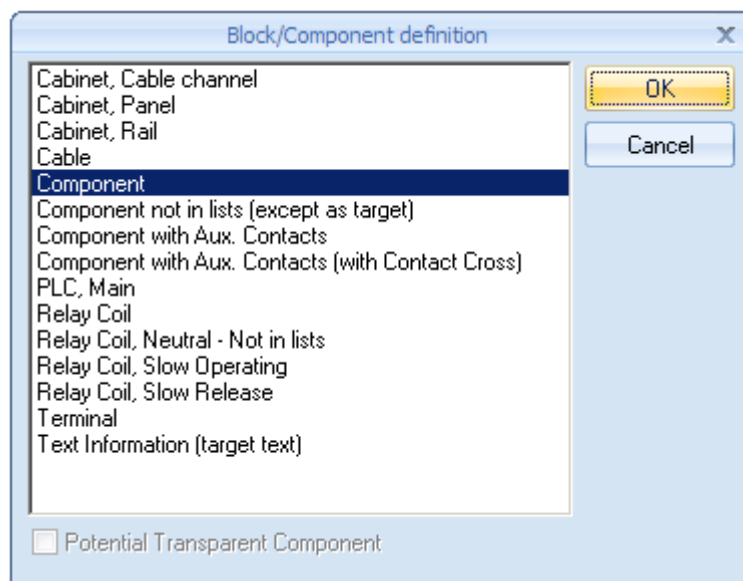 Block/Component definition
Cabinet, Cable channel
Cabinet, Panel
Cabinet, Rail
Cable
Component
Component not in lists (except as target)
Component with Aux. Contacts
Component with Aux. Contacts (with Contact Cross)
PLC, Main
Relay Coil
Relay Coil, Neutral - Not in lists
Relay Coil, Slow Operating
Relay Coil, Slow Release
Terminal
Text Information (target text)
OK
Cancel
Potential Transparent Component